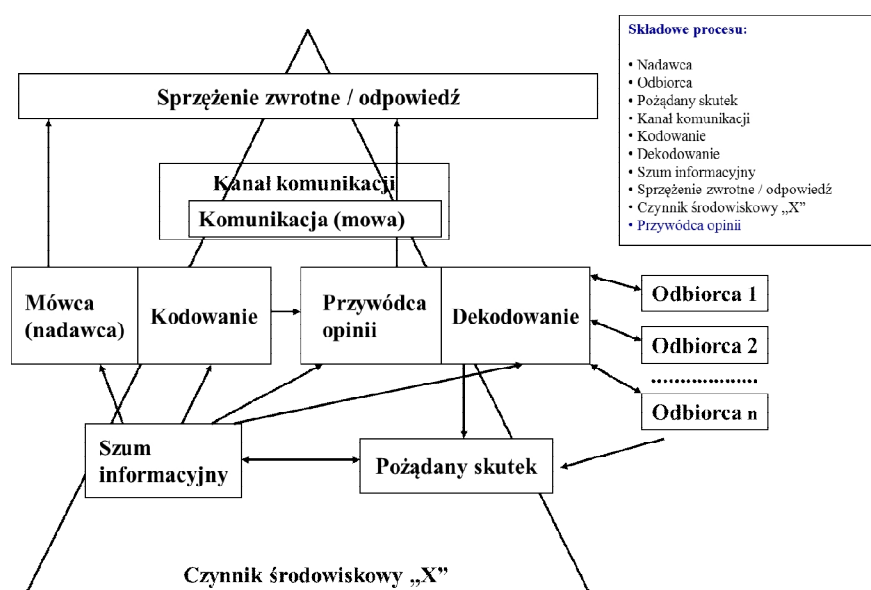 Sprzężenie zwrotne / odpowiedź
Kanał komunikacji
Komunikacja (mowa)
Mówca
(nadawca)
Kodowanie
Przywódca
opinii
Dekodowanie
Odbiorca 1
Odbiorca 2
...................
Odbiorca n
Szum
informacyjny
Pożądany skutek
Czynnik środowiskowy „X”
Składowe procesu:
• Nadawca
• Odbiorca
• Pożądany skutek
• Kanał komunikacji
• Kodowanie
• Dekodowanie
• Szum informacyjny
• Sprzężenie zwrotne / odpowiedź
• Czynnik środowiskowy „X”
• Przywódca opinii